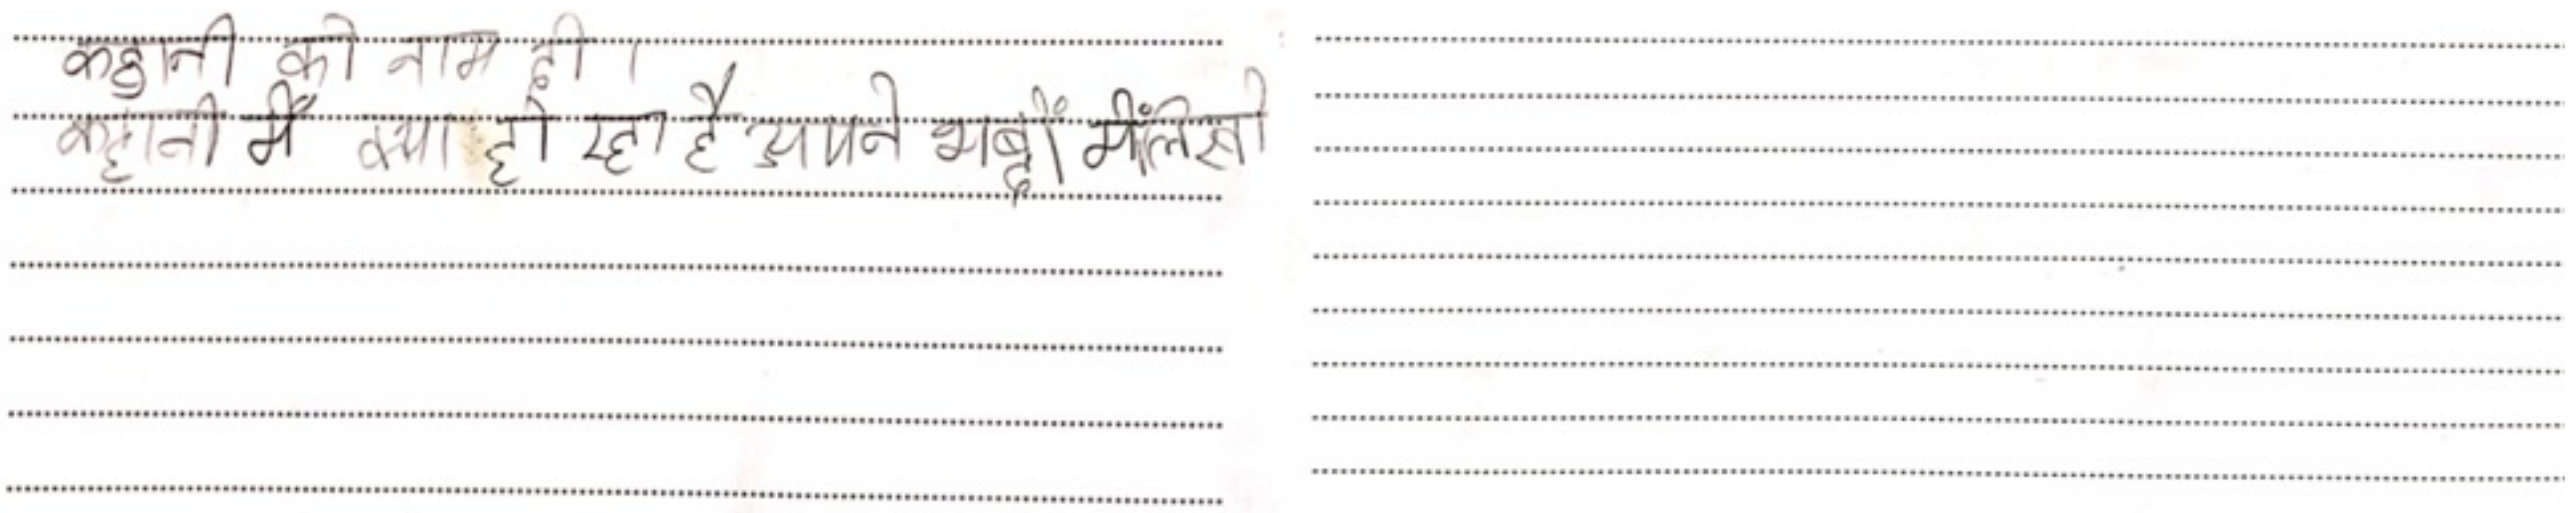 कहानी को नाम दो ।
कहानी में क्या हो रहा है अपने शब्दों में लिखो